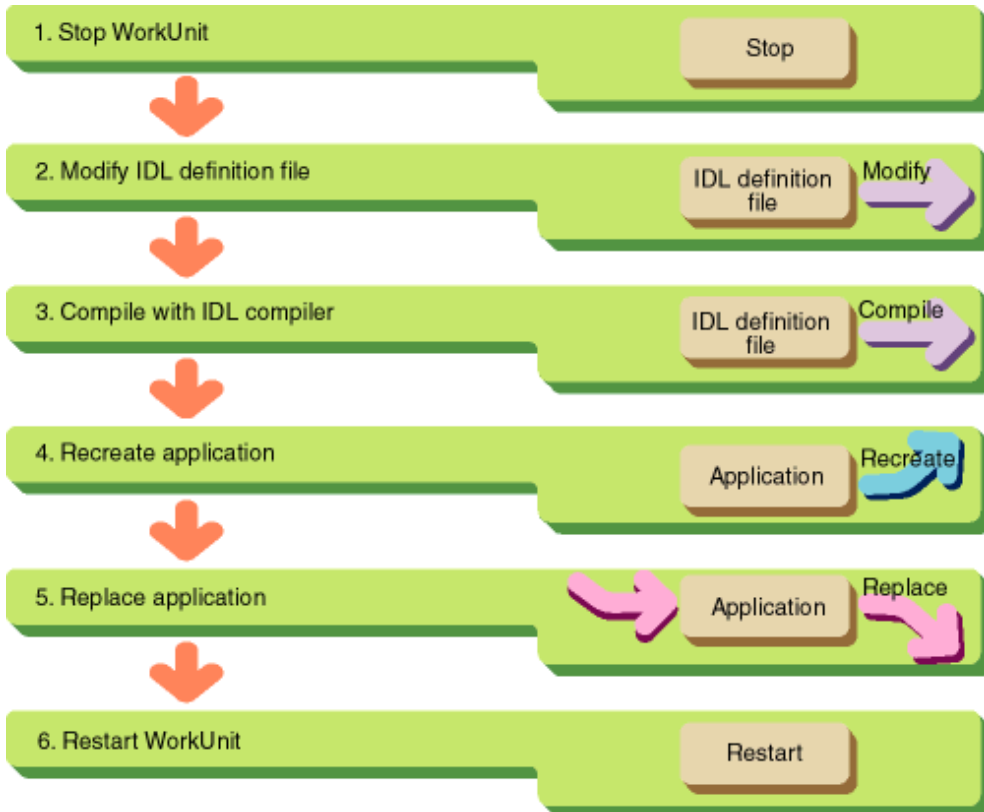 1. Stop WorkUnit
Stop
2. Modify IDL definition file
IDL definition
file
Modify
3. Compile with IDL compiler
IDL definition
file
Compile
4. Recreate application
Application
Recreate
5. Replace application
Application
Replace
6. Restart WorkUnit
Restart